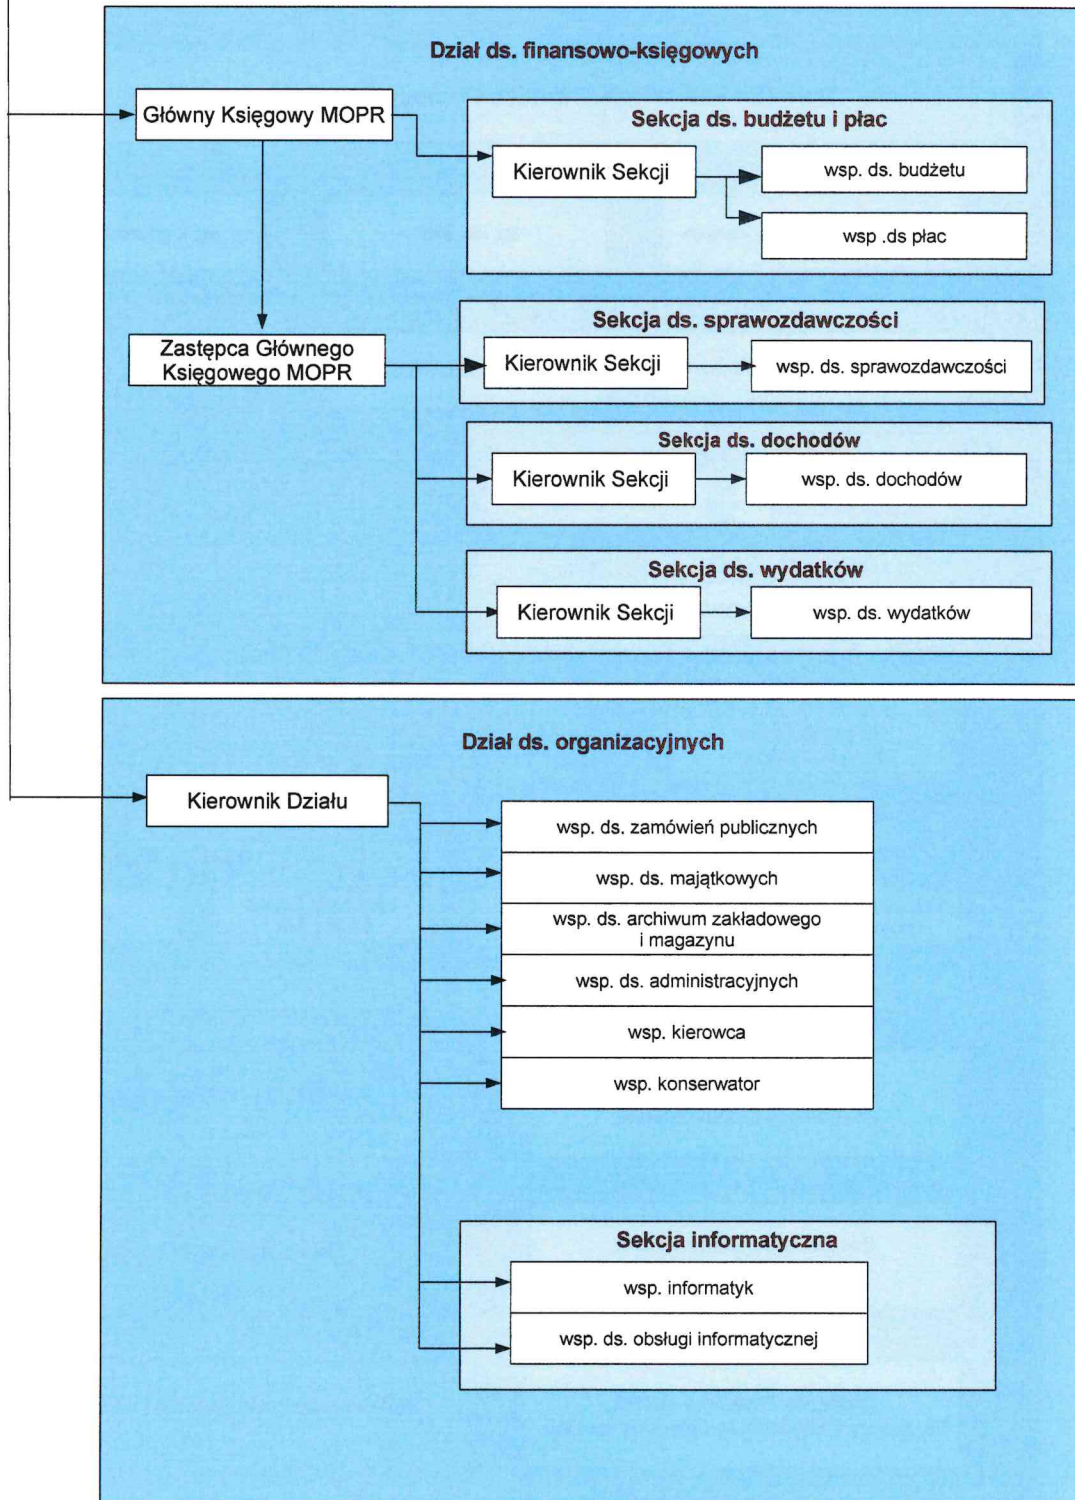 Dział ds. finansowo-księgowych
Główny Księgowy MOPR
Sekcja ds. budżetu i płac
Kierownik Sekcji
wsp. ds. budżetu
wsp .ds płac
Zastępca Głównego
Księgowego MOPR
Sekcja ds. sprawozdawczości
Kierownik Sekcji
wsp. ds. sprawozdawczości
Sekcja ds. dochodów
Kierownik Sekcji
wsp. ds. dochodów
Sekcja ds. wydatków
Kierownik Sekcji
wsp. ds. wydatków
Dział ds. organizacyjnych
Kierownik Działu
wsp. ds. zamówień publicznych
wsp. ds. majątkowych
wsp. ds. archiwum zakładowego
i magazynu
wsp. ds. administracyjnych
wsp. kierowca
wsp. konserwator
Sekcja informatyczna
wsp. informatyk
wsp. ds. obsługi informatycznej